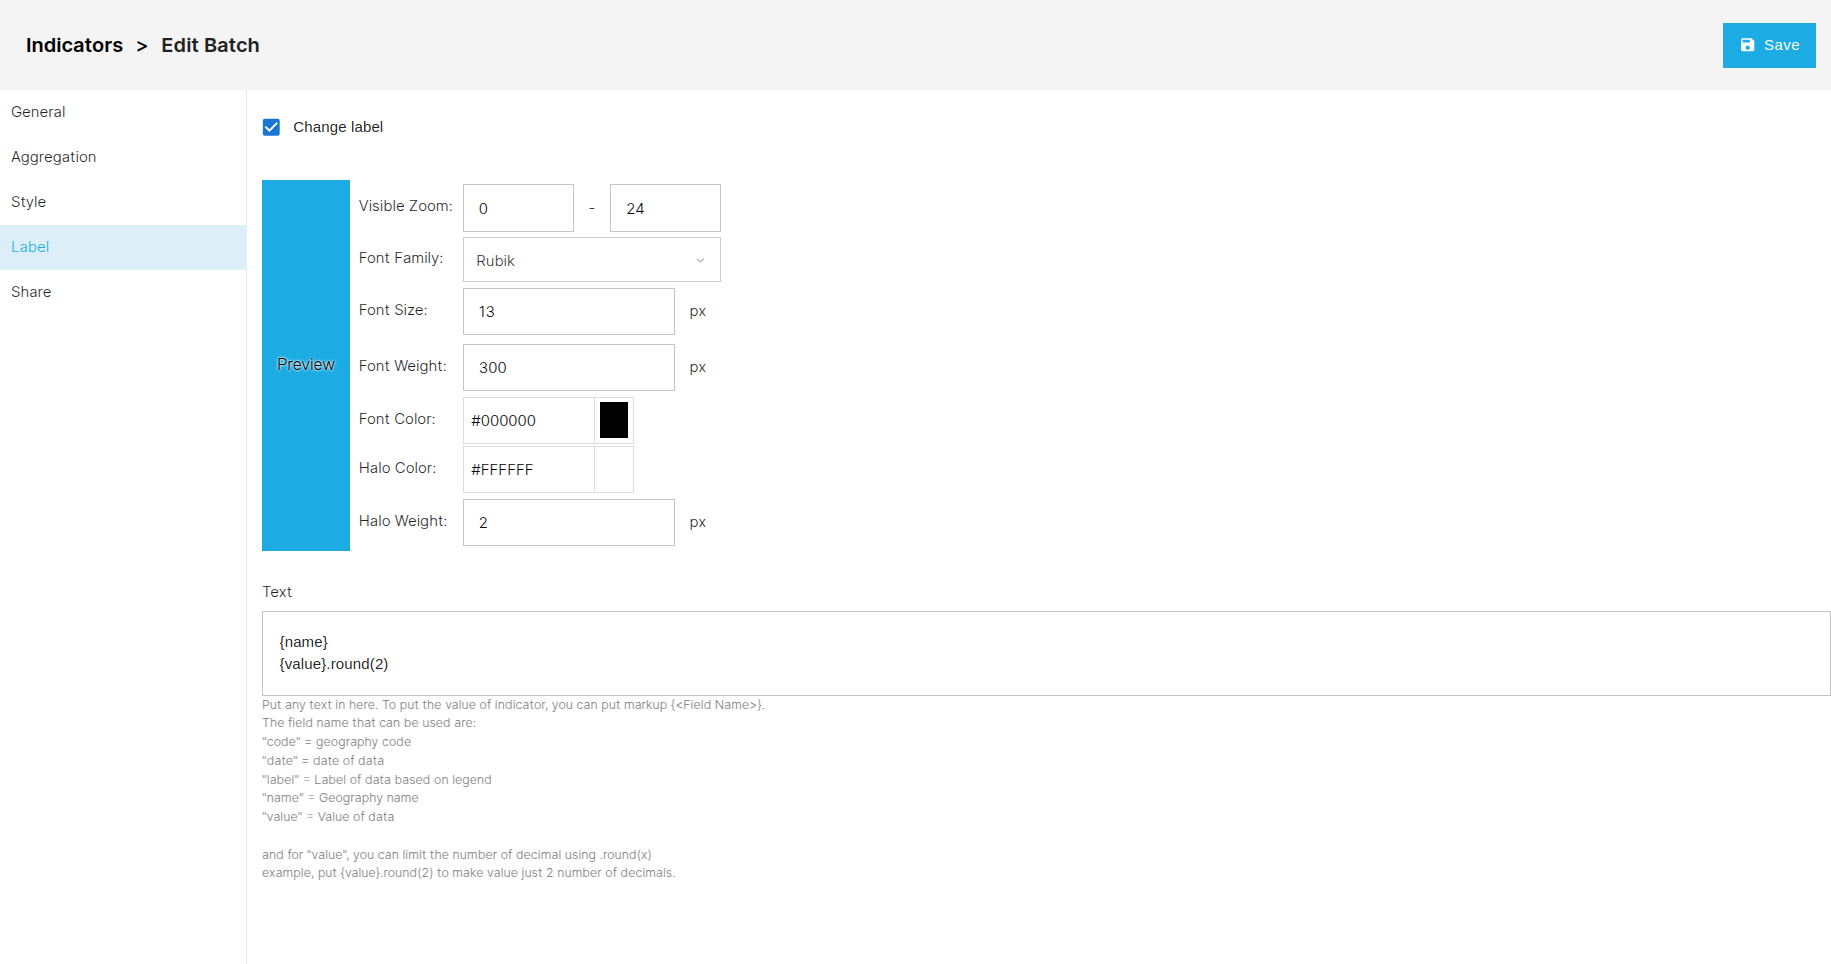 Indicators > Edit Batch
Save
General
Aggregation
Style
Label
Share
Change label
Preview
Visible Zoom: 0 - 24
Font Family: Rubik
Font Size: 13 px
Font Weight: 300 px
Font Color: #000000
Halo Color: #FFFFFF
Halo Weight: 2 px
Text
{name}
{value}.round(2)
Put any text in here. To put the value of indicator, you can put markup {<Field Name>}.
The field name that can be used are:
"code" = geography code
"date" = date of data
"label" = Label of data based on legend
"name" = Geography name
"value" = Value of data
and for "value", you can limit the number of decimal using .round(x)
example, put {value}.round(2) to make value just 2 number of decimals.